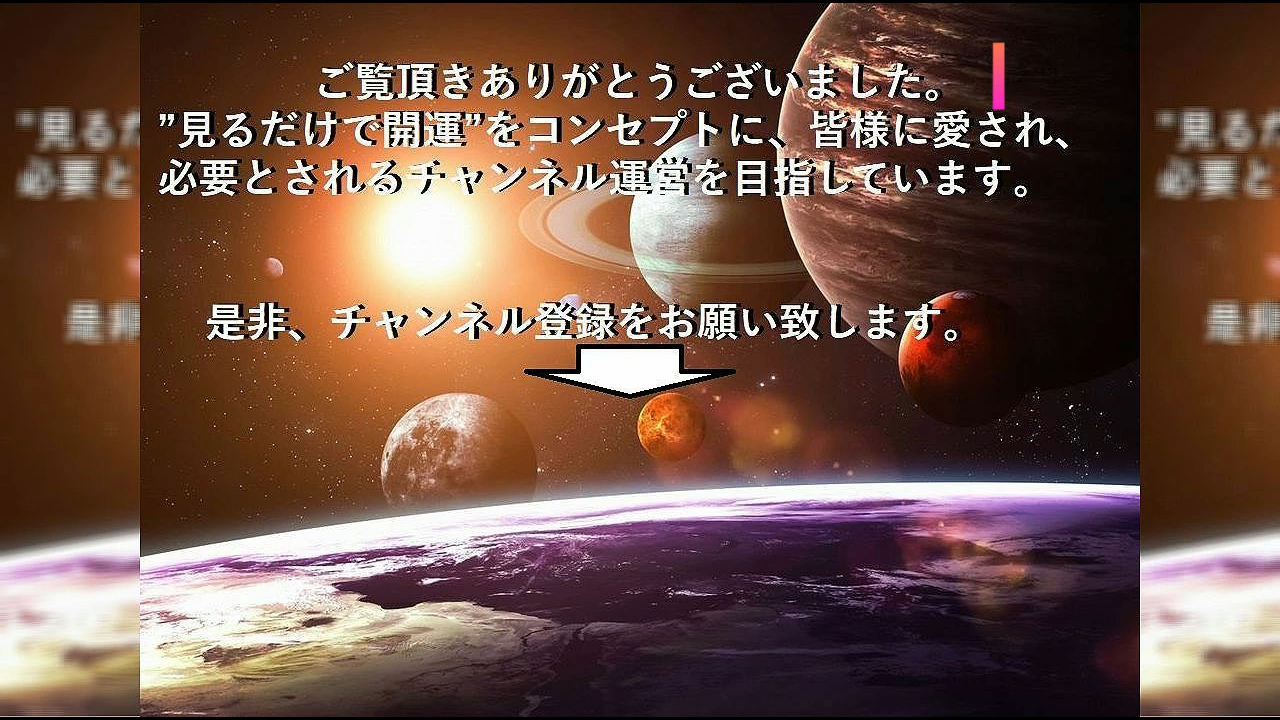 ご覧頂きありがとうございました。
”見るだけで開運”をコンセプトに、皆様に愛され、
必要とされるチャンネル運営を目指しています。
是非、チャンネル登録をお願い致します。